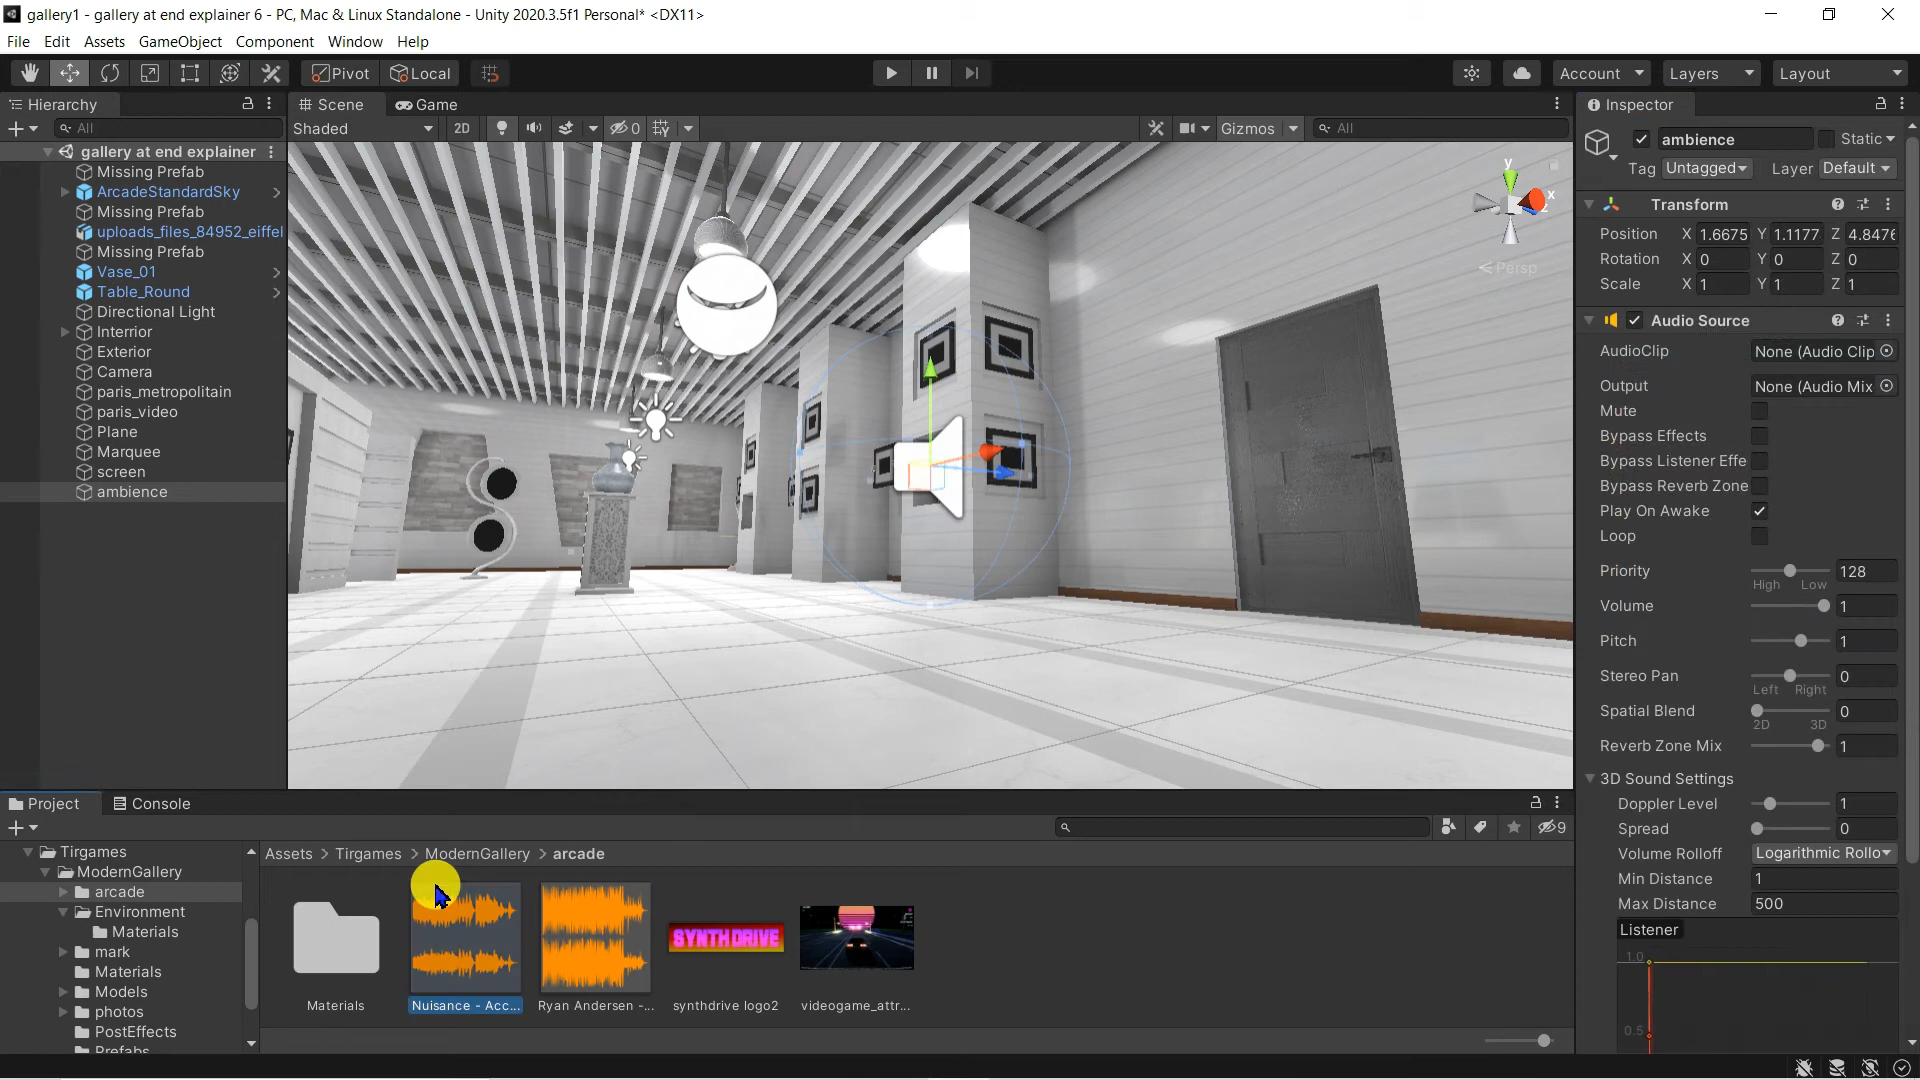 gallery1 - gallery at end explainer 6 - PC, Mac & Linux Standalone - Unity 2020.3.5f1 Personal* <DX11>
File Edit Assets GameObject Component Window Help
Pivot Local Account Layers Layout
Hierarchy
All
gallery at end explainer
Missing Prefab
ArcadeStandardSky
Missing Prefab
uploads_files_84952_eiffel
Missing Prefab
Vase_01
Table_Round
Directional Light
Interrior
Exterior
Camera
paris_metropolitain
paris_video
Plane
Marquee
screen
ambience
Scene Game
Shaded 2D 0 Gizmos All
y
x
z
< Persp
Inspector
ambience Static
Tag Untagged Layer Default
Transform
Position X 1.6675 Y 1.1177 Z 4.8476
Rotation X 0 Y 0 Z 0
Scale X 1 Y 1 Z 1
Audio Source
AudioClip None (Audio Clip
Output None (Audio Mix
Mute
Bypass Effects
Bypass Listener Effe
Bypass Reverb Zone
Play On Awake
Loop
Priority 128
High Low
Volume 1
Pitch 1
Stereo Pan 0
Left Right
Spatial Blend 0
2D 3D
Reverb Zone Mix 1
3D Sound Settings
Doppler Level 1
Spread 0
Volume Rolloff Logarithmic Rollo
Min Distance 1
Max Distance 500
Listener
1.0
0.5
Project Console
9
Tirgames
ModernGallery
arcade
Environment
Materials
mark
Materials
Models
photos
PostEffects
Prefabs
Assets > Tirgames > ModernGallery > arcade
SYNTHDRIVE
Materials Nuisance - Acc... Ryan Andersen -... synthdrive logo2 videogame_attr...